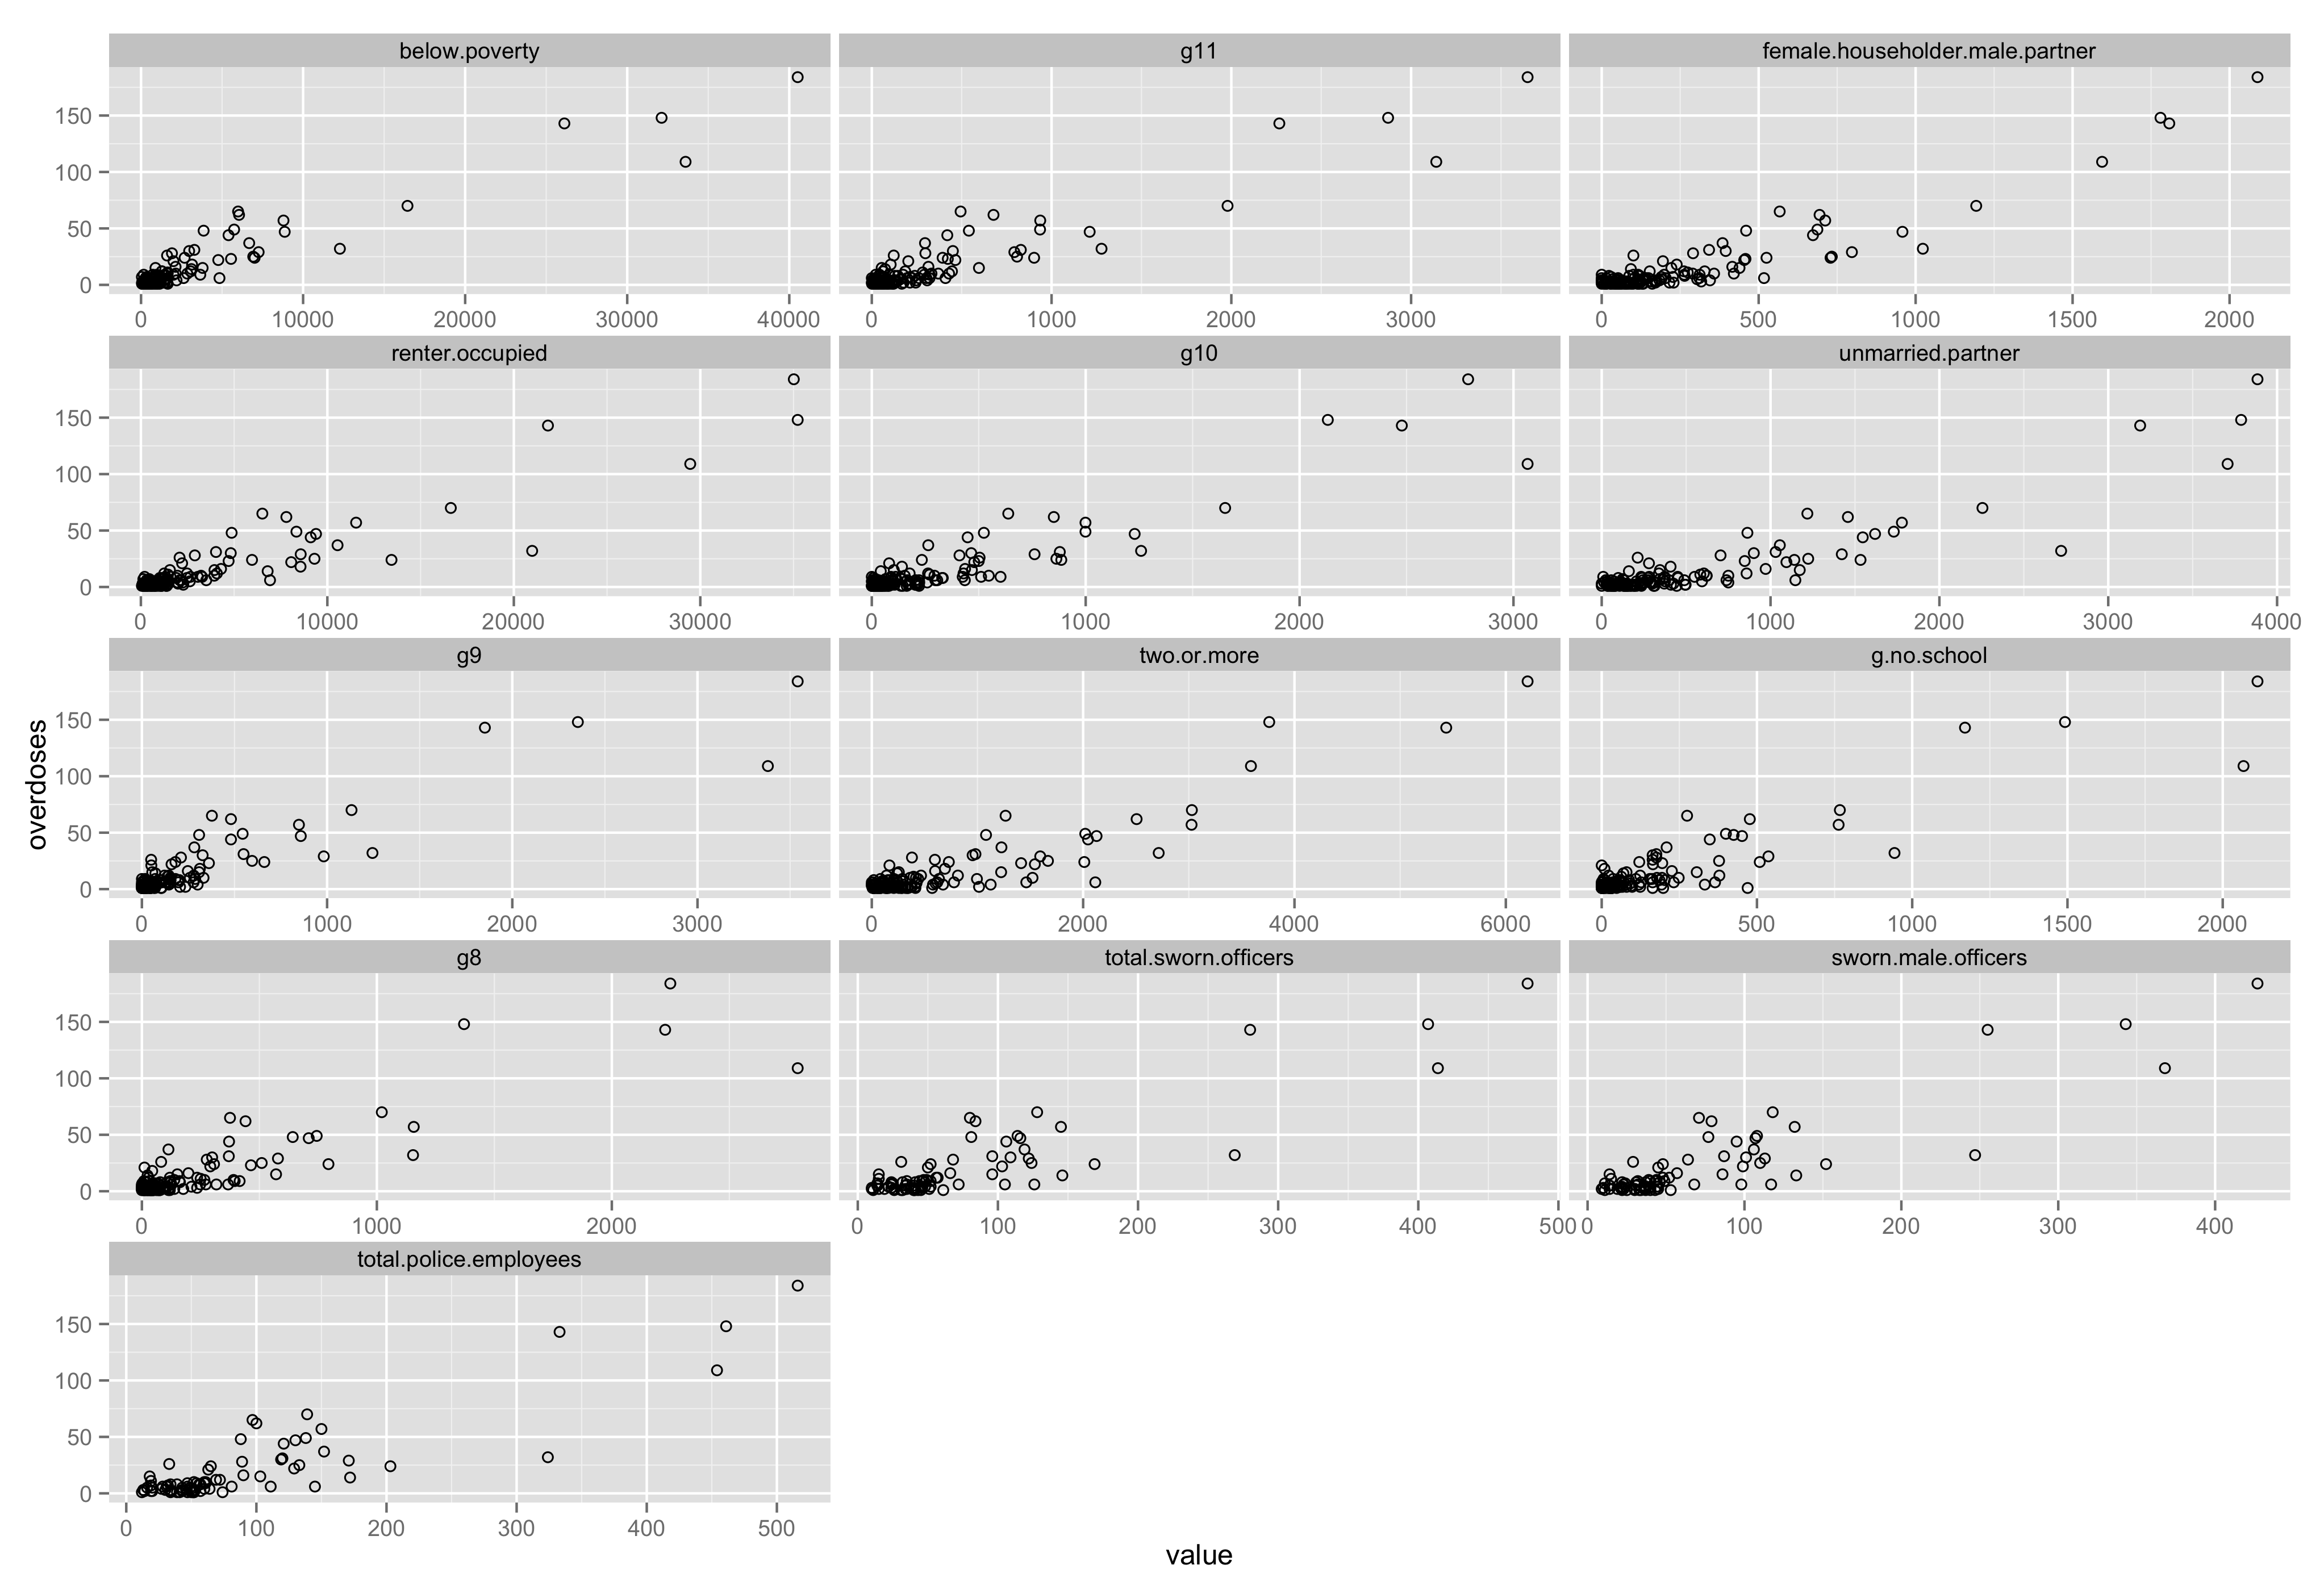 below.poverty g11 female.householder.male.partner
150
100
50
0
0 10000 20000 30000 40000 0 1000 2000 3000 0 500 1000 1500 2000
renter.occupied g10 unmarried.partner
150
100
50
0
0 10000 20000 30000 0 1000 2000 3000 0 1000 2000 3000 4000
g9 two.or.more g.no.school
overdoses
150
100
50
0
0 1000 2000 3000 0 2000 4000 6000 0 500 1000 1500 2000
g8 total.sworn.officers sworn.male.officers
150
100
50
0
0 1000 2000 0 100 200 300 400 500 0 100 200 300 400
total.police.employees
150
100
50
0
0 100 200 300 400 500
value